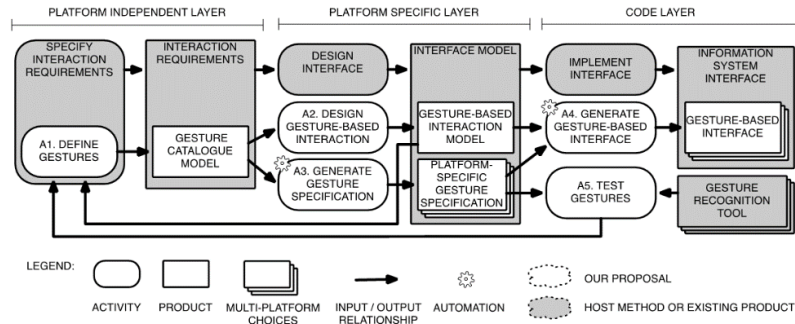 PLATFORM INDEPENDENT LAYER
PLATFORM SPECIFIC LAYER
CODE LAYER
SPECIFY
INTERACTION
REQUIREMENTS
INTERACTION
REQUIREMENTS
DESIGN
INTERFACE
INTERFACE MODEL
IMPLEMENT
INTERFACE
INFORMATION
SYSTEM
INTERFACE
A1. DEFINE
GESTURES
GESTURE
CATALOGUE
MODEL
A2. DESIGN
GESTURE-BASED
INTERACTION
GESTURE-BASED
INTERACTION
MODEL
A4. GENERATE
GESTURE-BASED
INTERFACE
GESTURE-BASED
INTERFACE
A3. GENERATE
GESTURE
SPECIFICATION
PLATFORM-
SPECIFIC
GESTURE
SPECIFICATION
A5. TEST
GESTURES
GESTURE
RECOGNITION
TOOL
LEGEND:
ACTIVITY
PRODUCT
MULTI-PLATFORM
CHOICES
INPUT / OUTPUT
RELATIONSHIP
AUTOMATION
OUR PROPOSAL
HOST METHOD OR EXISTING PRODUCT